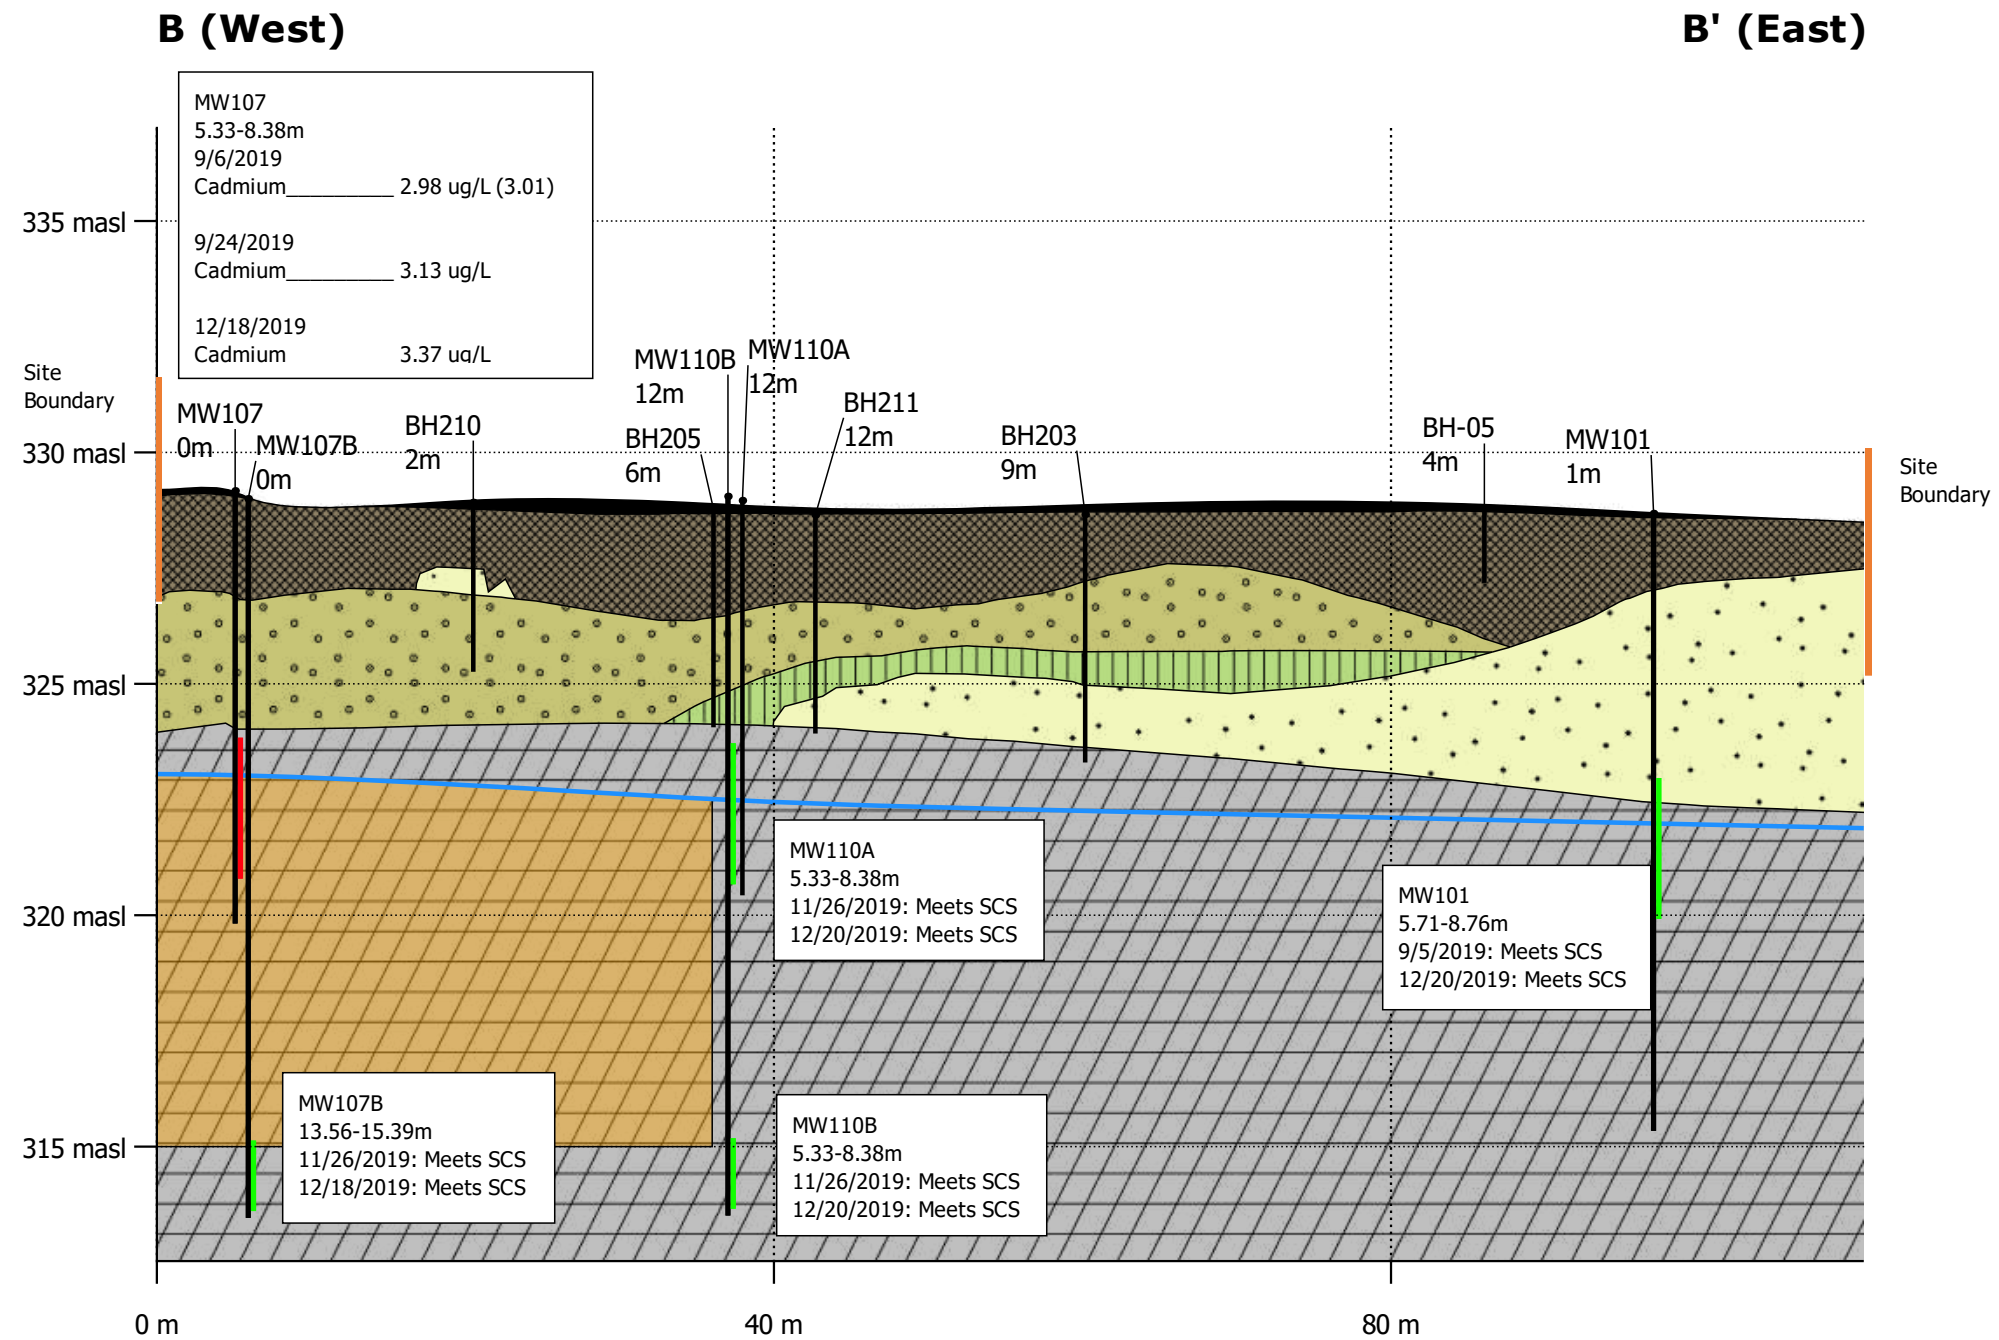 B (West)
B' (East)
MW107
5.33-8.38m
9/6/2019
Cadmium_________ 2.98 ug/L (3.01)
9/24/2019
Cadmium_________ 3.13 ug/L
12/18/2019
Cadmium 3.37 ug/L
335 masl
330 masl
325 masl
320 masl
315 masl
Site
Boundary
MW107
0m
MW107B
0m
BH210
2m
BH205
6m
MW110B
12m
MW110A
12m
BH211
12m
BH203
9m
BH-05
4m
MW101
1m
Site
Boundary
MW110A
5.33-8.38m
11/26/2019: Meets SCS
12/20/2019: Meets SCS
MW101
5.71-8.76m
9/5/2019: Meets SCS
12/20/2019: Meets SCS
MW107B
13.56-15.39m
11/26/2019: Meets SCS
12/18/2019: Meets SCS
MW110B
5.33-8.38m
11/26/2019: Meets SCS
12/20/2019: Meets SCS
0 m
40 m
80 m